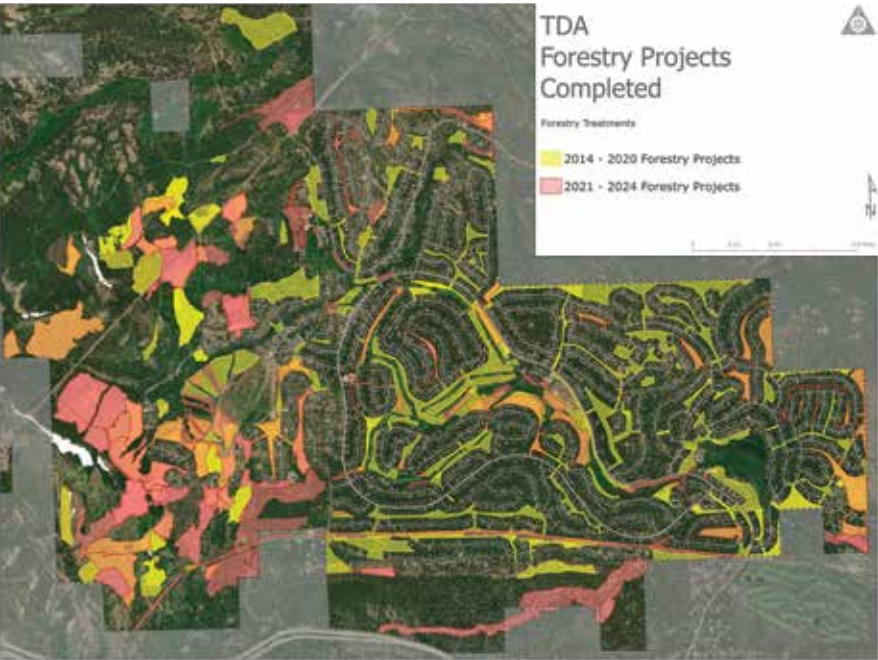 TDA
Forestry Projects
Completed
Forestry Treatments
2014 - 2020 Forestry Projects
2021 - 2024 Forestry Projects
N